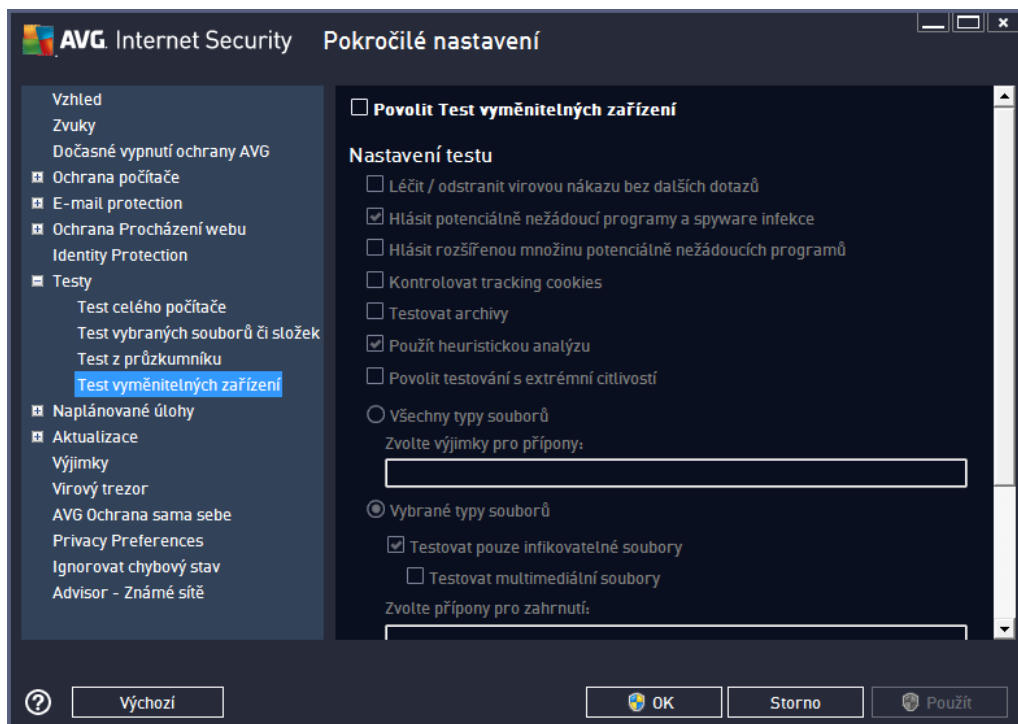 AVG. Internet Security Pokročilé nastavení
Vzhled
Zvuky
Dočasné vypnutí ochrany AVG
Ochrana počítače
E-mail protection
Ochrana Procházení webu
Identity Protection
Testy
Test celého počítače
Test vybraných souborů či složek
Test z průzkumníku
Test vyměnitelných zařízení
Naplánované úlohy
Aktualizace
Výjimky
Virový trezor
AVG Ochrana sama sebe
Privacy Preferences
Ignorovat chybový stav
Advisor - Známé sítě
Povolit Test vyměnitelných zařízení
Nastavení testu
Léčit / odstranit virovou nákazu bez dalších dotazů
Hlásit potenciálně nežádoucí programy a spyware infekce
Hlásit rozšířenou množinu potenciálně nežádoucích programů
Kontrolovat tracking cookies
Testovat archivy
Použít heuristickou analýzu
Povolit testování s extrémní citlivostí
Všechny typy souborů
Zvolte výjimky pro přípony:
Vybrané typy souborů
Testovat pouze infikovatelné soubory
Testovat multimediální soubory
Zvolte přípony pro zahrnutí:
? Výchozí OK Storno Použít